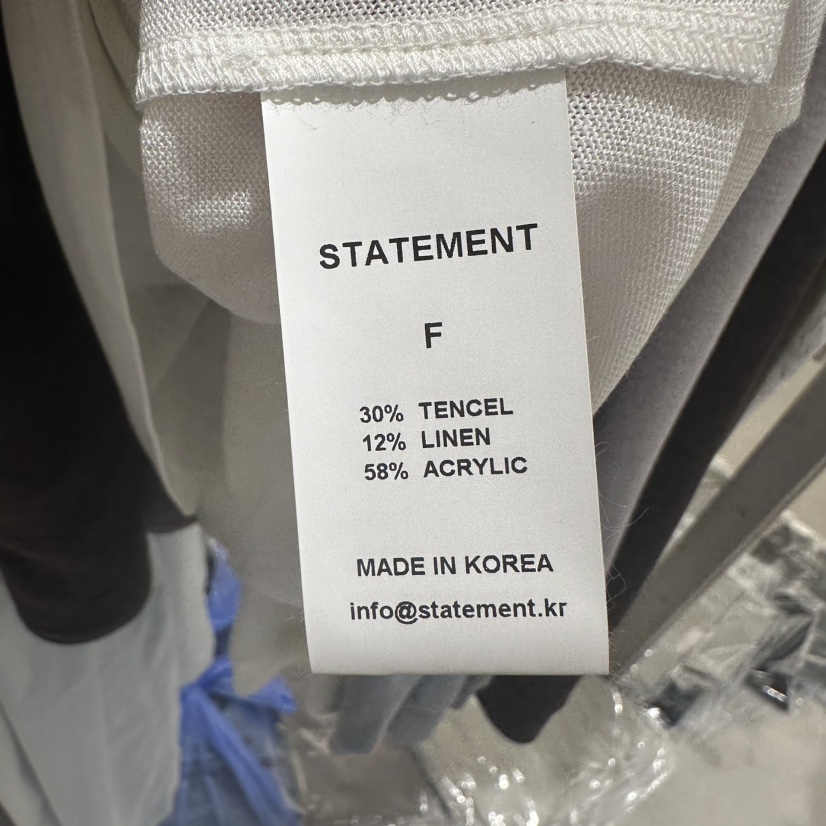 STATEMENT
F
30% TENCEL
12% LINEN
58% ACRYLIC
MADE IN KOREA
info@statement.kr